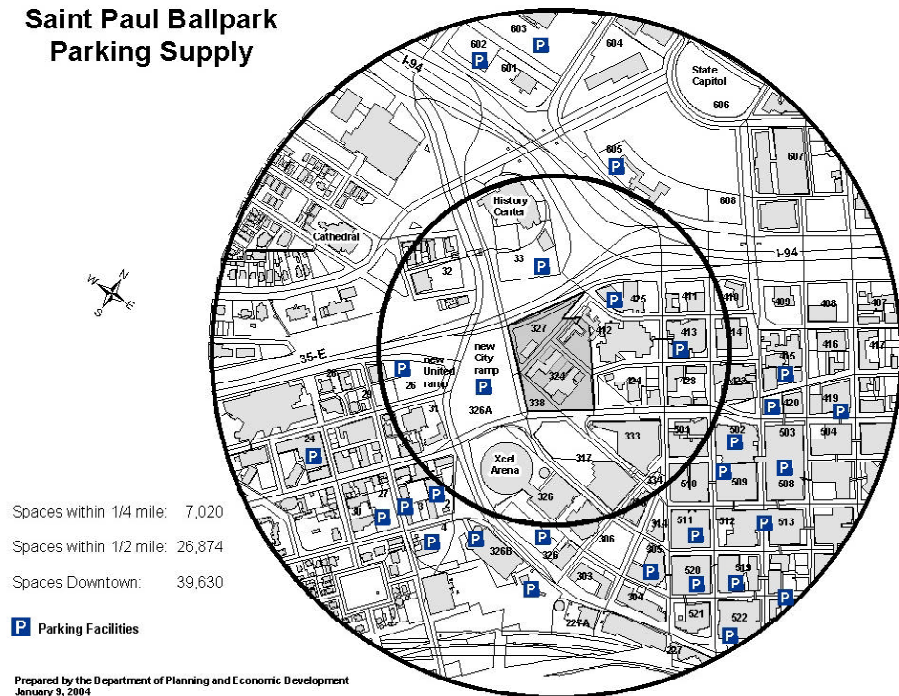 Saint Paul Ballpark
Parking Supply
603
602
P
P
604
601
I-94
State
Capitol
606
605
P
607
608
History
Center
Cathedral
33
P
32
I-94
N
W
E
S
P
425
411
410
409
408
407
327
412
413
414
P
415
416
417
35-E
new
City
ramp
P
new
United
ramp
P
26
28
29
324
424
423
P
338
326A
31
P
420
419
P
24
P
333
501
502
P
503
504
317
Xcel
Arena
334
510
P
509
P
508
27
P
30
P
3
P
2
326
4
P
P
326B
P
326
306
314
305
P
511
P
512
P
513
P
303
304
520
P
519
P
P
227A
521
522
P
227
Spaces within 1/4 mile: 7,020
Spaces within 1/2 mile: 26,874
Spaces Downtown: 39,630
P Parking Facilities
Prepared by the Department of Planning and Economic Development
January 9, 2004